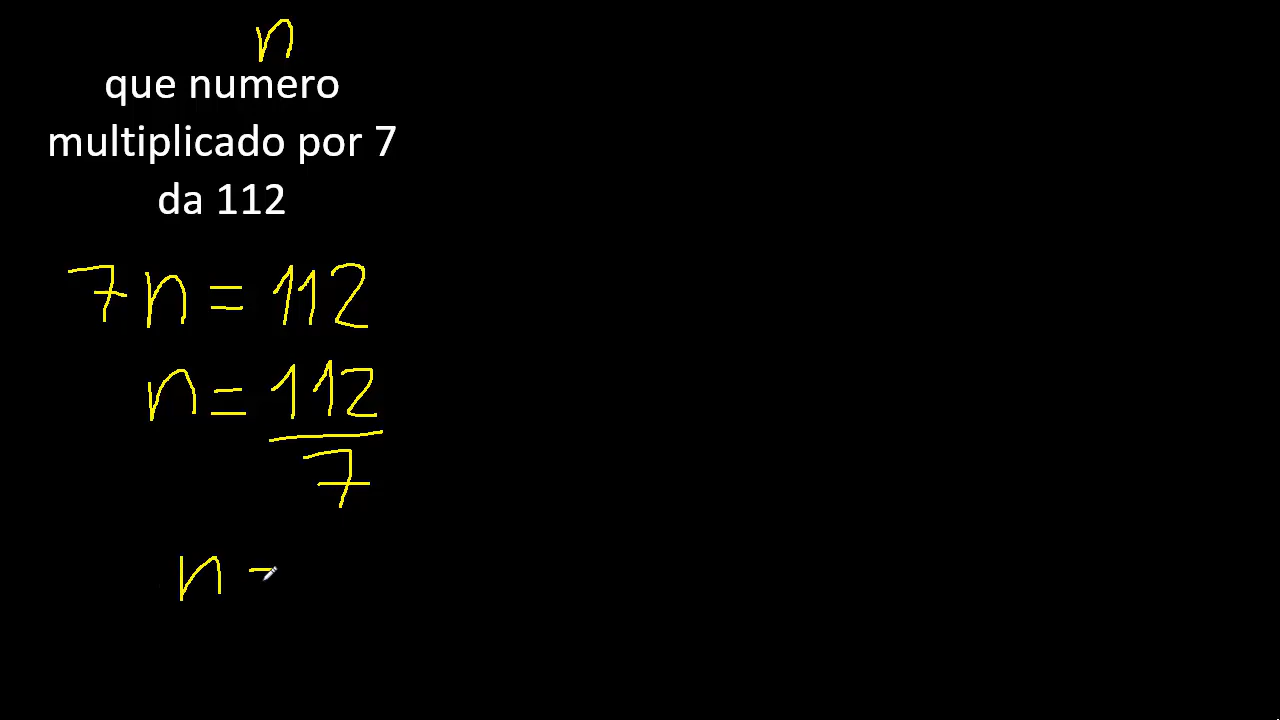 n
que numero
multiplicado por 7
da 112
7n = 112
n = 112
7
n -